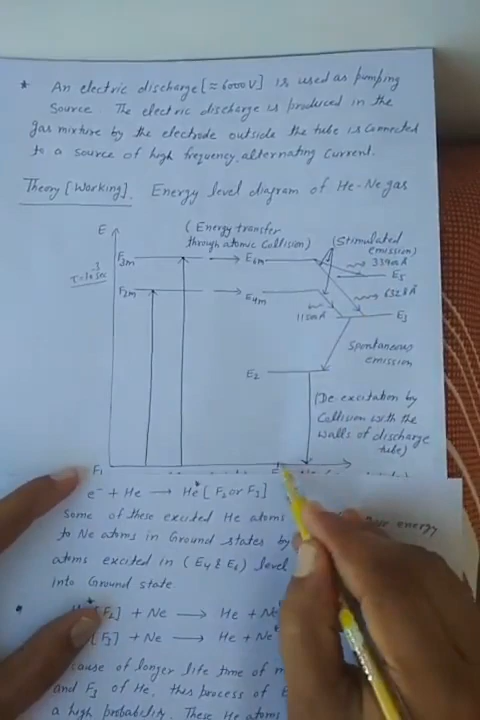 * An electric discharge [≈ 6000V] is used as pumping
Source. The electric discharge is produced in the
gas mixture by the electrode outside the tube is connected
to a source of high frequency alternating current.
Theory [Working]. Energy level diagram of He-Ne gas
E
(Energy transfer
through atomic Collision)
(Stimulated
emission)
F3m
E6m
3390Å
E5
F2m
E4m
6328Å
E3
Spontaneous
emission
E2
(De-excitation by
Collision with the
walls of discharge
tube)
F1
e- + He → He* [F2 or F3]
Some of these excited He atoms
energy
to Ne atoms in Ground states by
atoms excited in (E4 & E6) level
into Ground state.
[F2] + Ne → He + Ne
[F3] + Ne → He + Ne*
of longer life time of
and F3 of He, this process of
a high probability. These He atoms